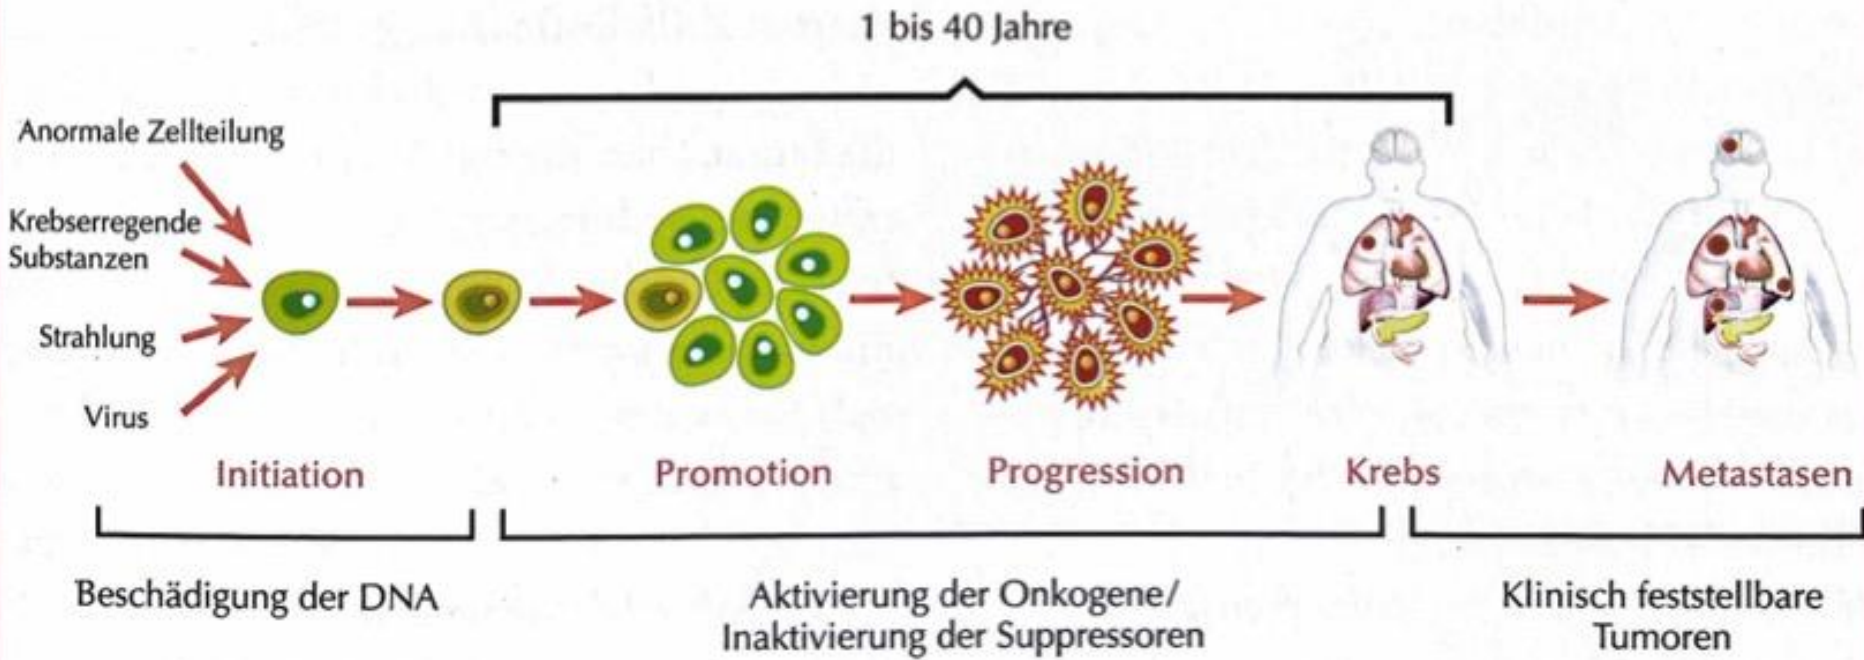 1 bis 40 Jahre
Anormale Zellteilung
Krebserregende
Substanzen
Strahlung
Virus
Initiation
Promotion
Progression
Krebs
Metastasen
Beschädigung der DNA
Aktivierung der Onkogene/
Inaktivierung der Suppressoren
Klinisch feststellbare
Tumoren